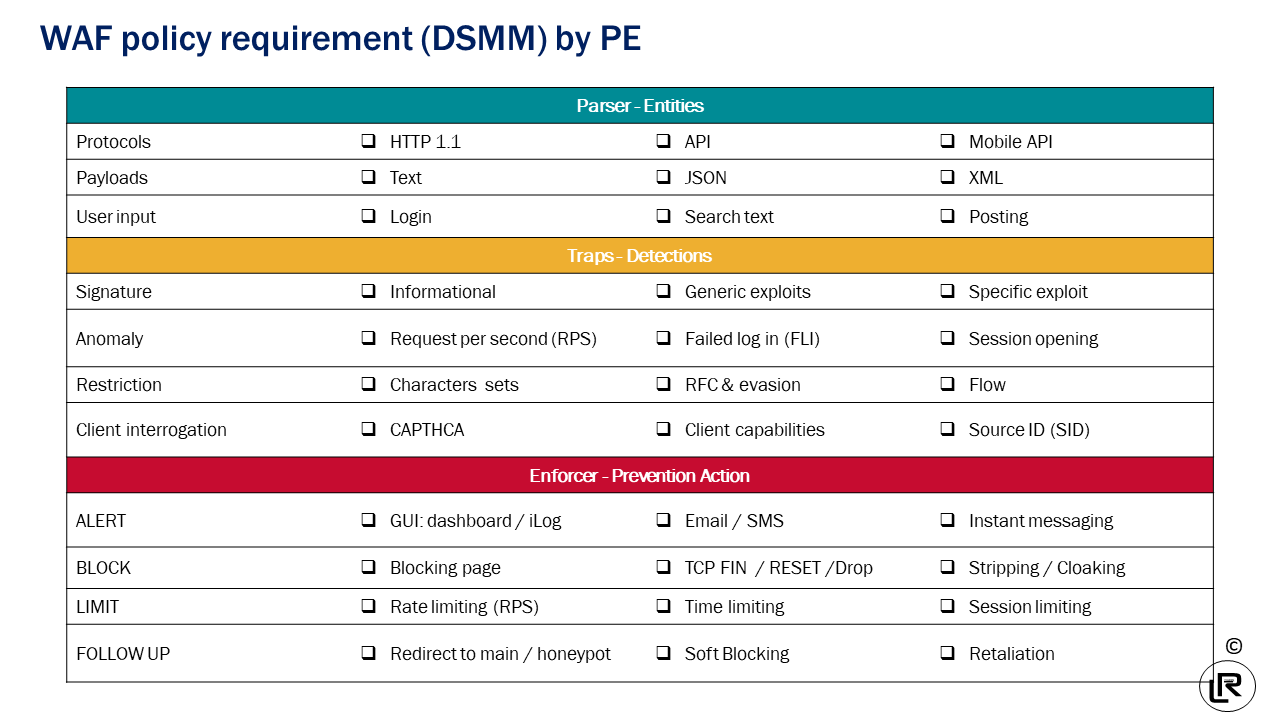 WAF policy requirement (DSMM) by PE
Parser - Entities
Protocols ❑ HTTP 1.1 ❑ API ❑ Mobile API
Payloads ❑ Text ❑ JSON ❑ XML
User input ❑ Login ❑ Search text ❑ Posting
Traps - Detections
Signature ❑ Informational ❑ Generic exploits ❑ Specific exploit
Anomaly ❑ Request per second (RPS) ❑ Failed log in (FLI) ❑ Session opening
Restriction ❑ Characters sets ❑ RFC & evasion ❑ Flow
Client interrogation ❑ CAPTHCA ❑ Client capabilities ❑ Source ID (SID)
Enforcer - Prevention Action
ALERT ❑ GUI: dashboard / iLog ❑ Email / SMS ❑ Instant messaging
BLOCK ❑ Blocking page ❑ TCP FIN / RESET /Drop ❑ Stripping / Cloaking
LIMIT ❑ Rate limiting (RPS) ❑ Time limiting ❑ Session limiting
FOLLOW UP ❑ Redirect to main / honeypot ❑ Soft Blocking ❑ Retaliation
©
LR